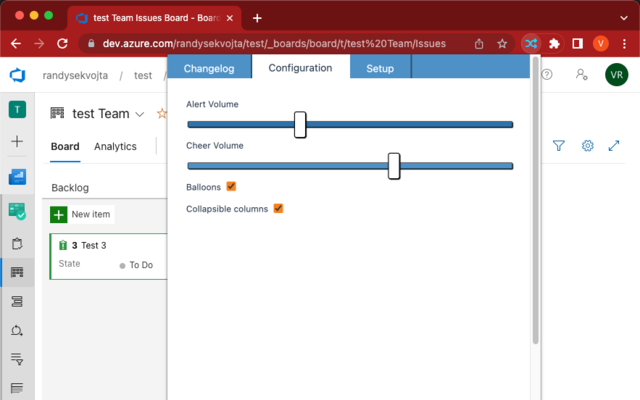 test Team Issues Board - Boar
dev.azure.com/randysekvojta/test/_boards/board/t/test%20Team/Issues
V
randysekvojta / test /
VR
Changelog
Configuration
Setup
T
test Team
Board
Analytics
Alert Volume
Cheer Volume
Balloons
Collapsible columns
Backlog
New item
3 Test 3
State
To Do